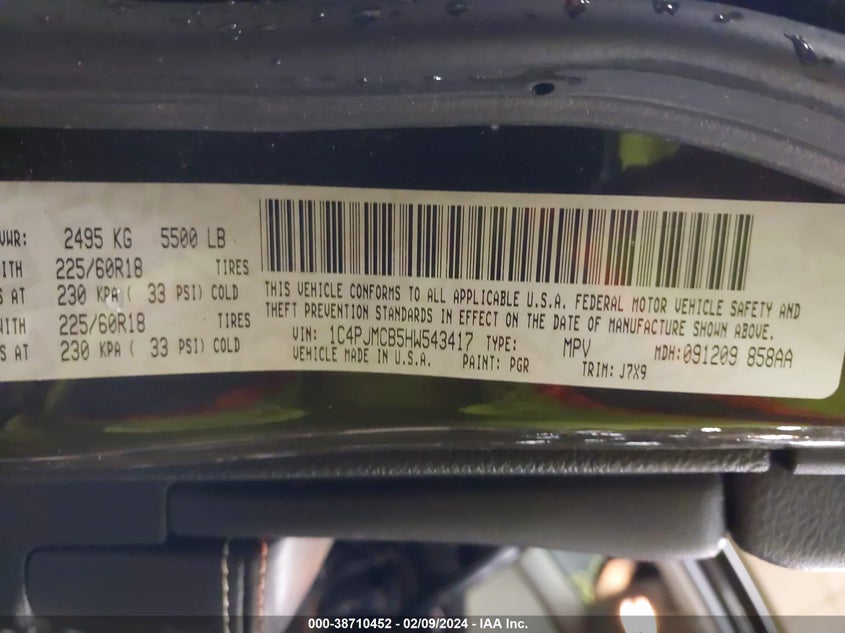 VWR: 2495 KG 5500 LB
ITH 225/60R18 TIRES
S AT 230 KPA ( 33 PSI) COLD
WITH 225/60R18 TIRES
S AT 230 KPA ( 33 PSI) COLD
THIS VEHICLE CONFORMS TO ALL APPLICABLE U.S.A. FEDERAL MOTOR VEHICLE SAFETY AND
THEFT PREVENTION STANDARDS IN EFFECT ON THE DATE OF MANUFACTURE SHOWN ABOVE.
VIN: 1C4PJMCB5HW543417 TYPE: MPV MDH:091209 858AA
VEHICLE MADE IN U.S.A. PAINT: PGR TRIM: J7X9
000-38710452 - 02/09/2024 - IAA Inc.